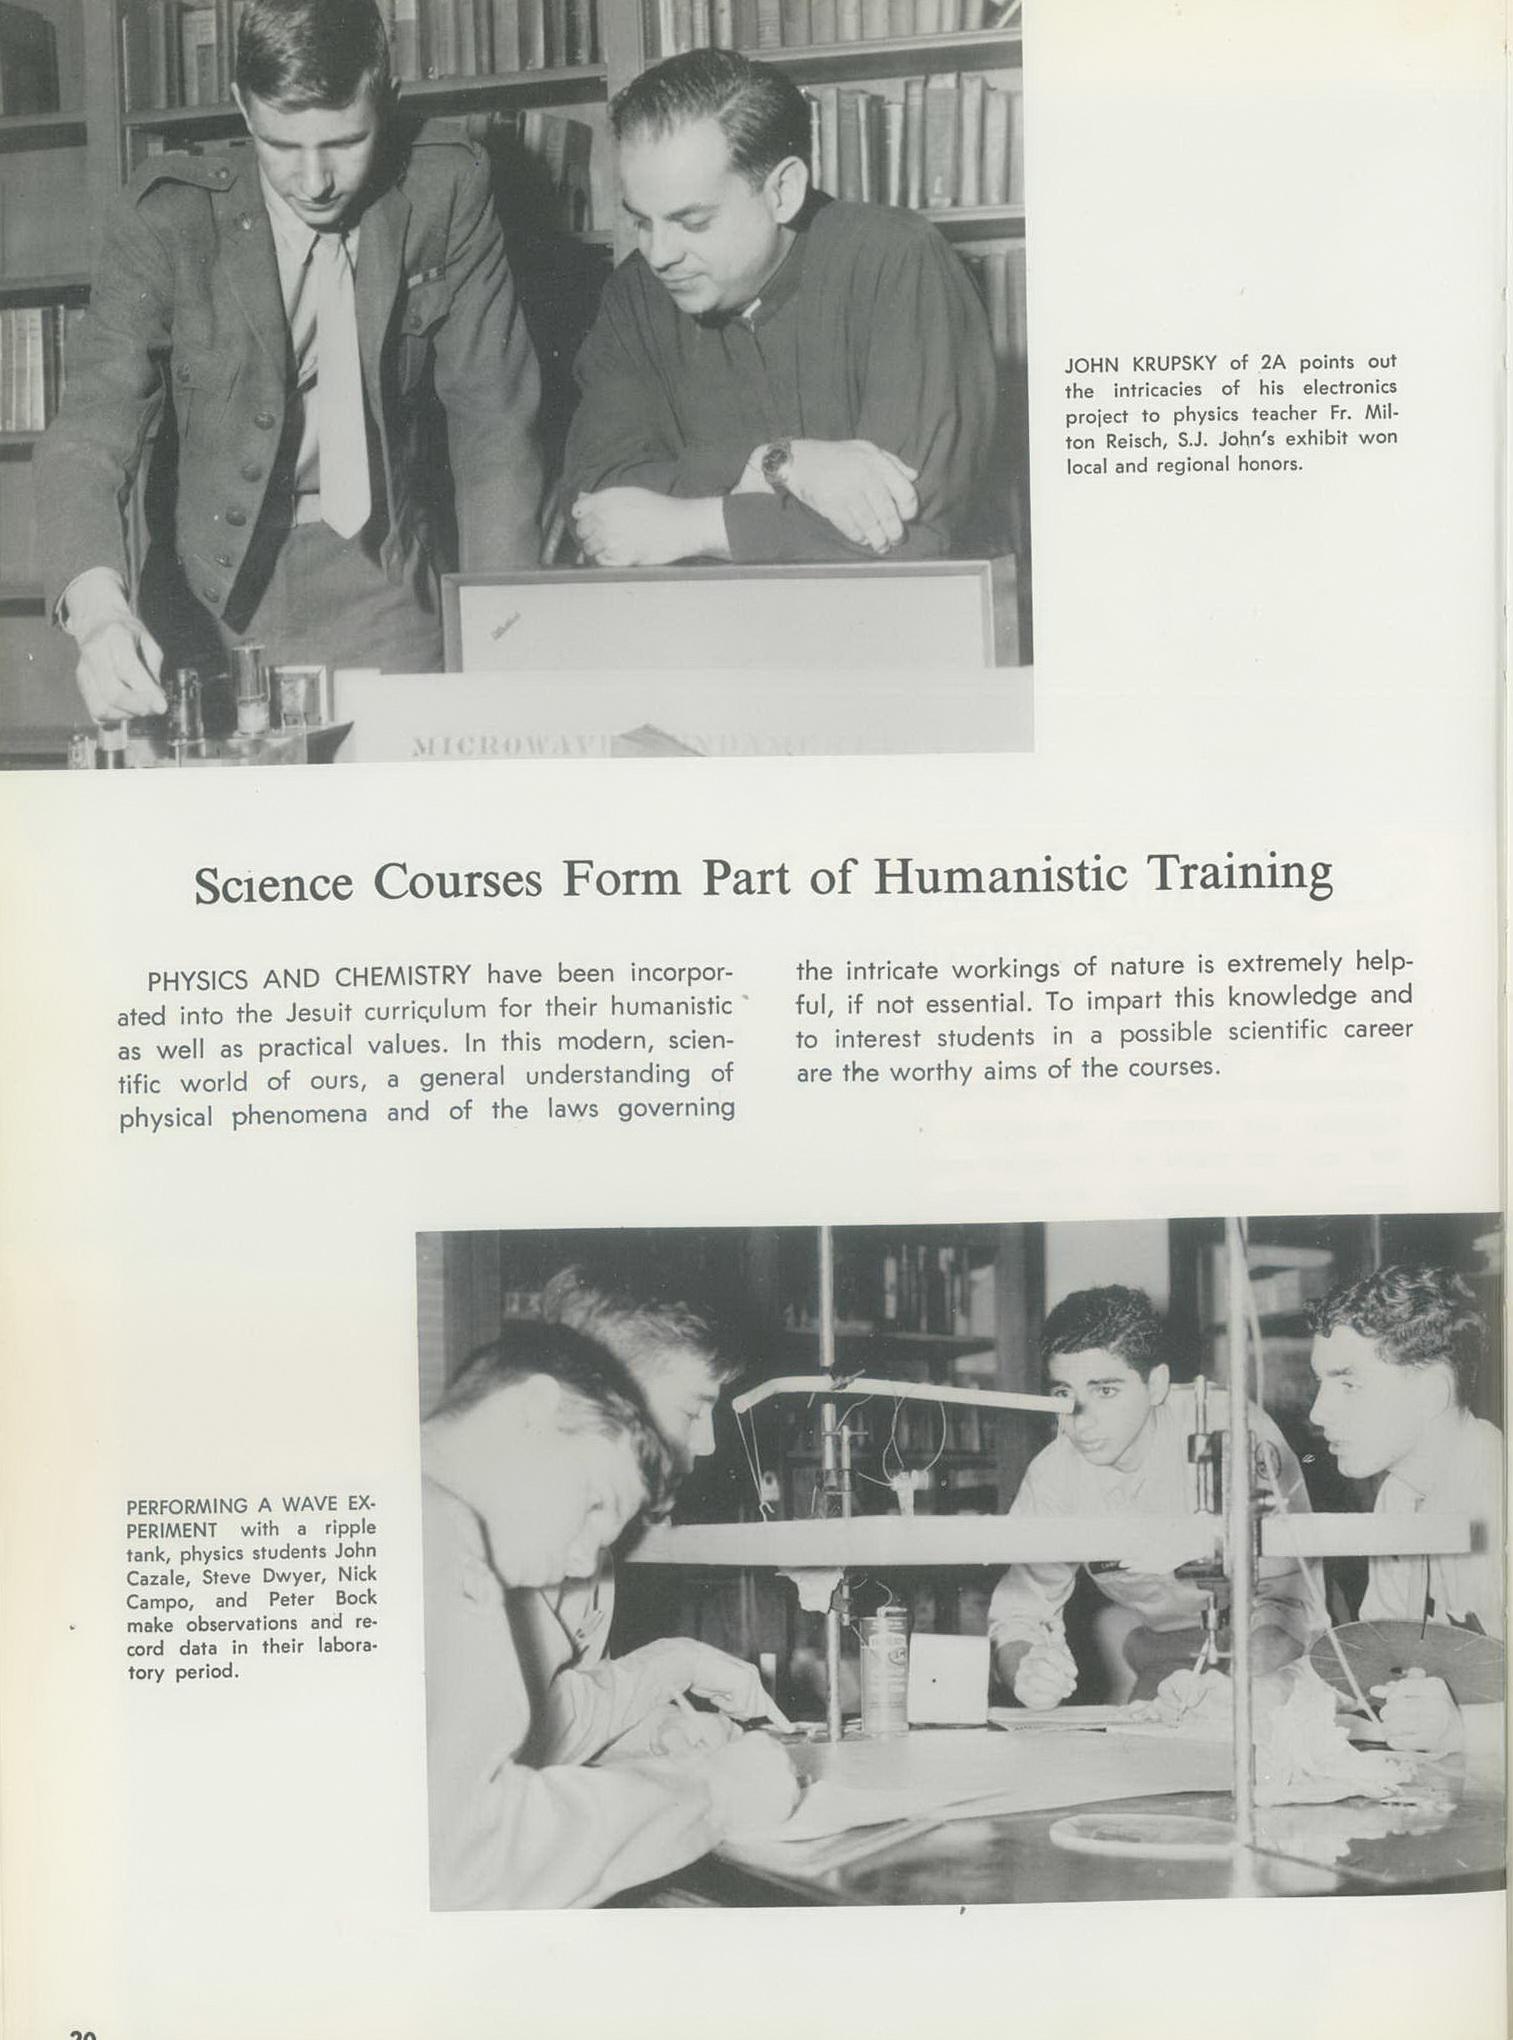 MICROWAVE
JOHN KRUPSKY of 2A points out
the intricacies of his electronics
project to physics teacher Fr. Mil-
ton Reisch, S.J. John's exhibit won
local and regional honors.
Science Courses Form Part of Humanistic Training
PHYSICS AND CHEMISTRY have been incorpor-
ated into the Jesuit curriculum for their humanistic
as well as practical values. In this modern, scien-
tific world of ours, a general understanding of
physical phenomena and of the laws governing
the intricate workings of nature is extremely help-
ful, if not essential. To impart this knowledge and
to interest students in a possible scientific career
are the worthy aims of the courses.
PERFORMING A WAVE EX-
PERIMENT with a ripple
tank, physics students John
Cazale, Steve Dwyer, Nick
Campo, and Peter Bock
make observations and re-
cord data in their labora-
tory period.